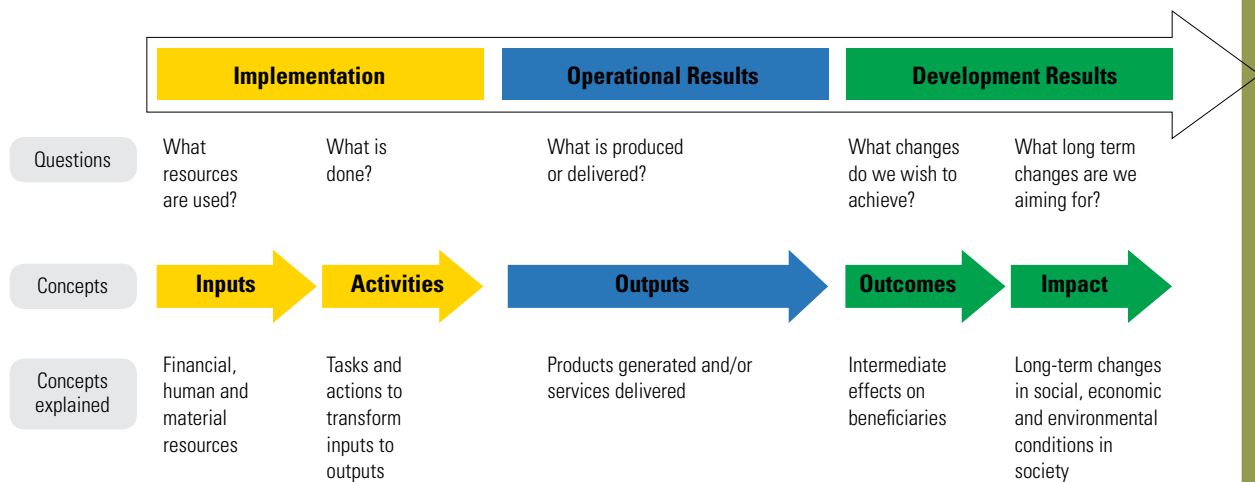 Implementation
Operational Results
Development Results
Questions
What
resources
are used?
What is
done?
What is produced
or delivered?
What changes
do we wish to
achieve?
What long term
changes are we
aiming for?
Concepts
Inputs
Activities
Outputs
Outcomes
Impact
Concepts
explained
Financial,
human and
material
resources
Tasks and
actions to
transform
inputs to
outputs
Products generated and/or
services delivered
Intermediate
effects on
beneficiaries
Long-term changes
in social, economic
and environmental
conditions in
society